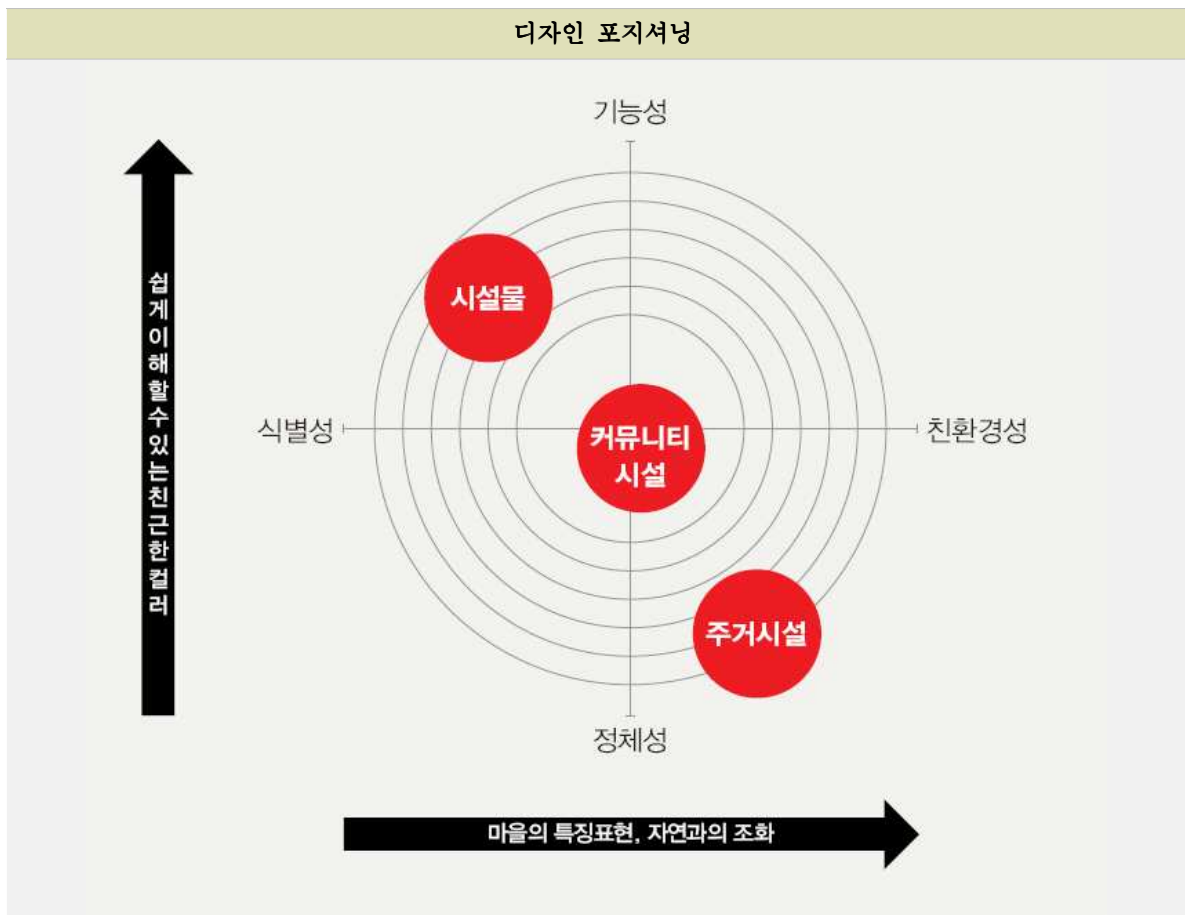 디자인 포지셔닝
기능성
쉽게이해할수있는친근한컬러
시설물
식별성
커뮤니티
시설
친환경성
주거시설
정체성
마을의 특징표현, 자연과의 조화